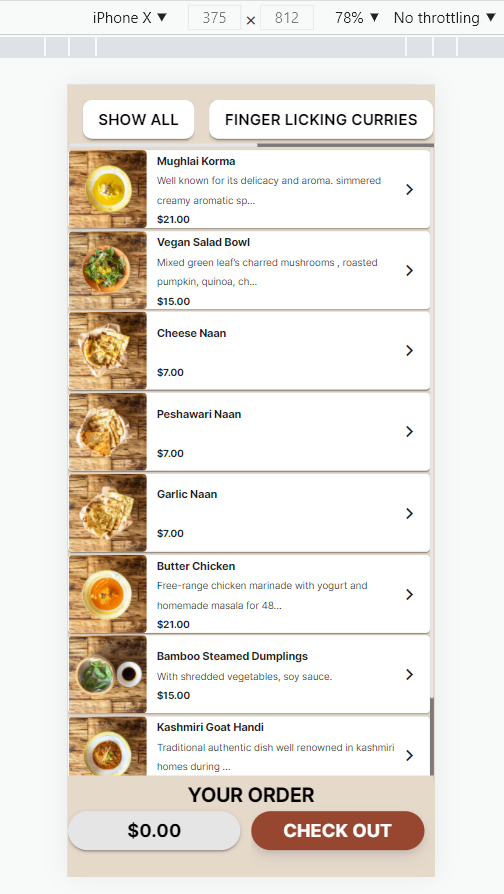 iPhone X ▼ 375 × 812 78% ▼ No throttling ▼
SHOW ALL
FINGER LICKING CURRIES
Mughlai Korma
Well known for its delicacy and aroma. simmered
creamy aromatic sp...
$21.00
Vegan Salad Bowl
Mixed green leaf's charred mushrooms , roasted
pumpkin, quinoa, ch...
$15.00
Cheese Naan
$7.00
Peshawari Naan
$7.00
Garlic Naan
$7.00
Butter Chicken
Free-range chicken marinade with yogurt and
homemade masala for 48...
$21.00
Bamboo Steamed Dumplings
With shredded vegetables, soy sauce.
$15.00
Kashmiri Goat Handi
Traditional authentic dish well renowned in kashmiri
homes during ...
YOUR ORDER
$0.00
CHECK OUT